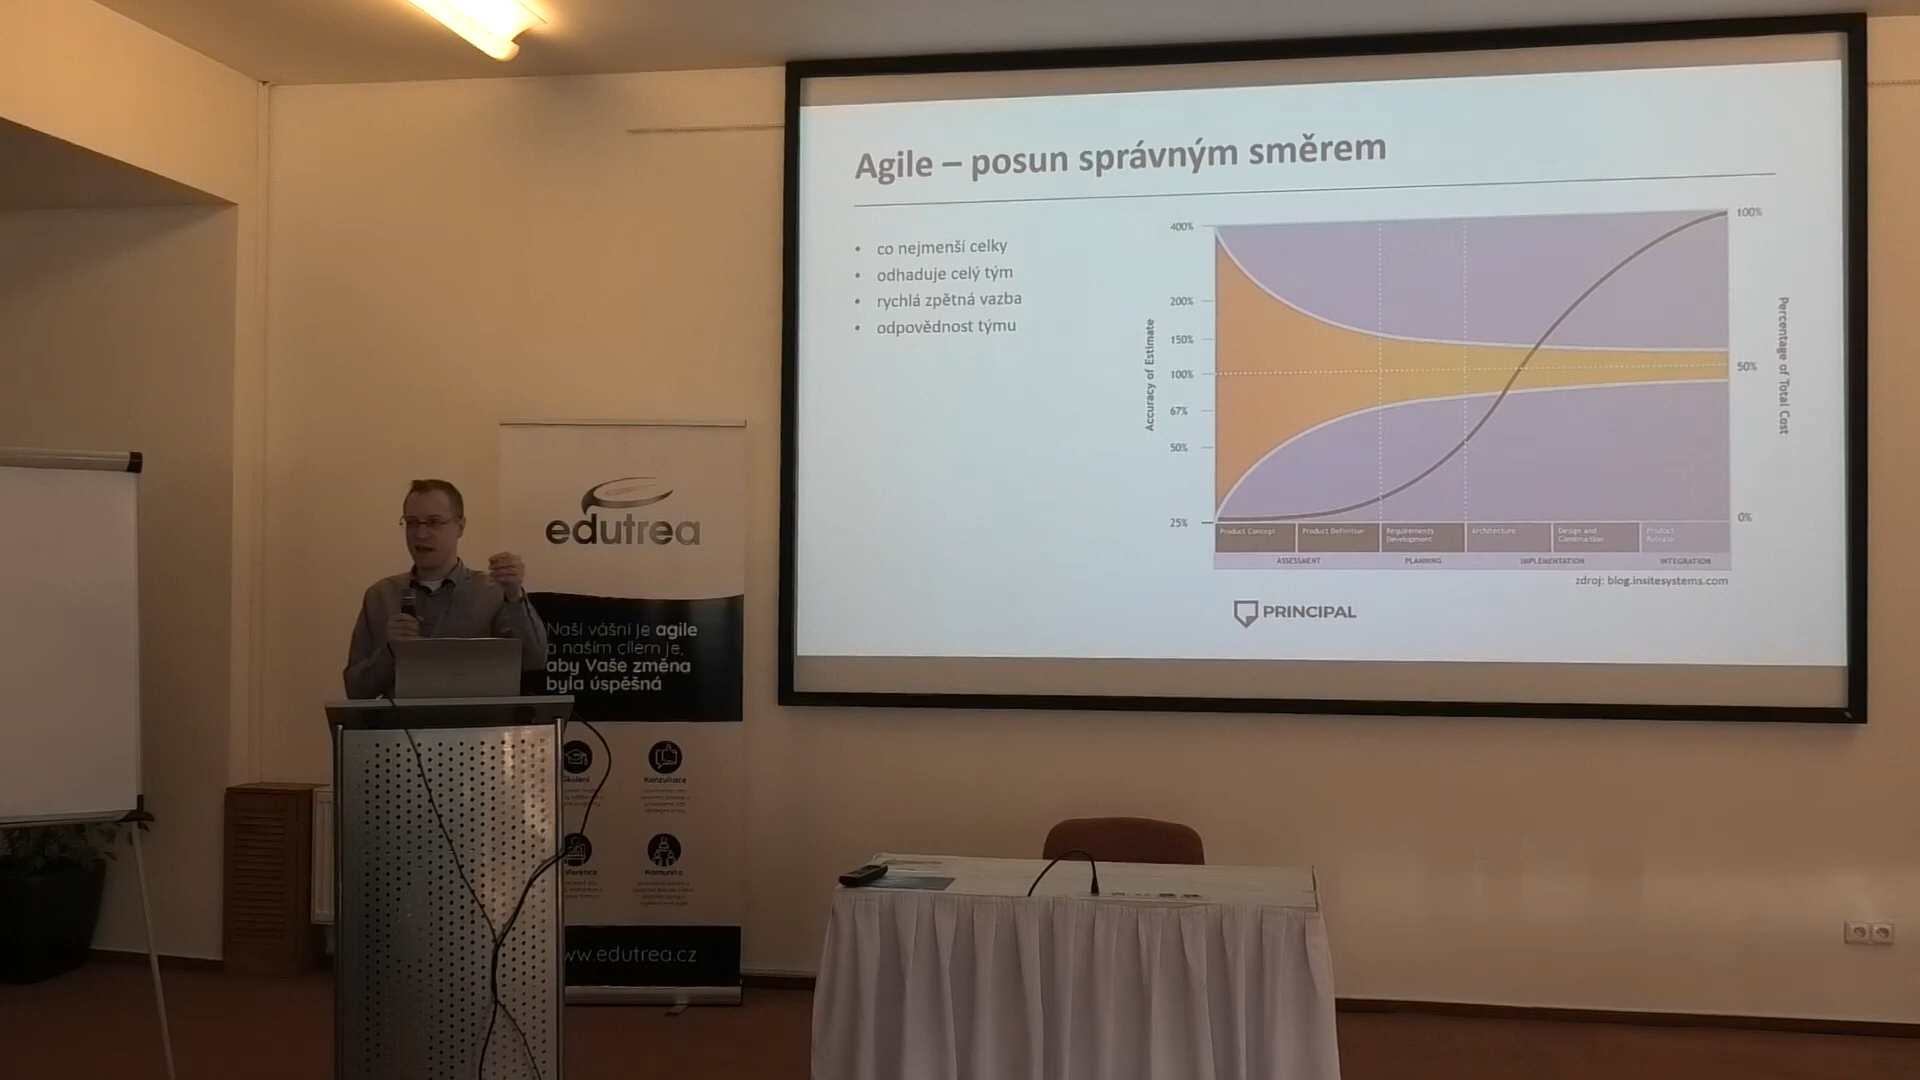 Agile – posun správným směrem
• co nejmenší celky
• odhaduje celý tým
• rychlá zpětná vazba
• odpovědnost týmu
Accuracy of Estimate
400%
200%
150%
100%
67%
50%
25%
100%
50%
0%
Percentage of Total Cost
Product Concept
Product Definition
Requirements
Development
Architecture
Design and
Construction
Product
Release
ASSESSMENT
PLANNING
IMPLEMENTATION
INTEGRATION
zdroj: blog.insitesystems.com
PRINCIPAL
edutrea
Naší vášní je agile
a naším cílem je,
aby Vaše změna
byla úspěšná
Konzultace
Komunita
ww.edutrea.cz